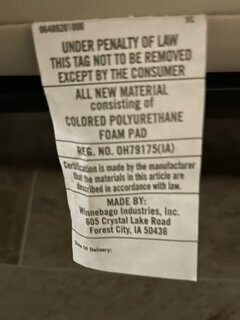 UNDER PENALTY OF LAW
THIS TAG NOT TO BE REMOVED
EXCEPT BY THE CONSUMER
ALL NEW MATERIAL
consisting of
COLORED POLYURETHANE
FOAM PAD
REG. NO. OH79175(IA)
Certification is made by the manufacturer
that the materials in this article are
described in accordance with law.
MADE BY:
Winnebago Industries, Inc.
605 Crystal Lake Road
Forest City, IA 50436
Date Of Delivery: